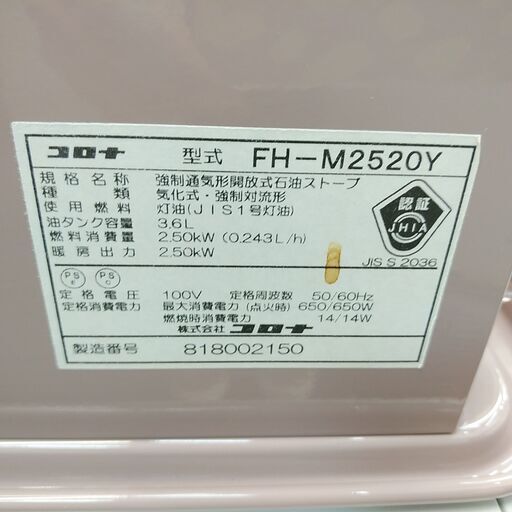 コロナ 型式 FH-M2520Y
規格名称 強制通気形開放式石油ストーブ
種類 気化式・強制対流形
使用燃料 灯油(JIS1号灯油)
油タンク容量 3.6L
燃料消費量 2.50kW (0.243L/h)
暖房出力 2.50kW
認証
JHIA
JIS S 2036
PS E PS C
定格電圧 100V 定格周波数 50/60Hz
定格消費電力 最大消費電力 (点火時) 650/650W
燃焼時消費電力 14/14W
株式会社 コロナ
製造番号 818002150